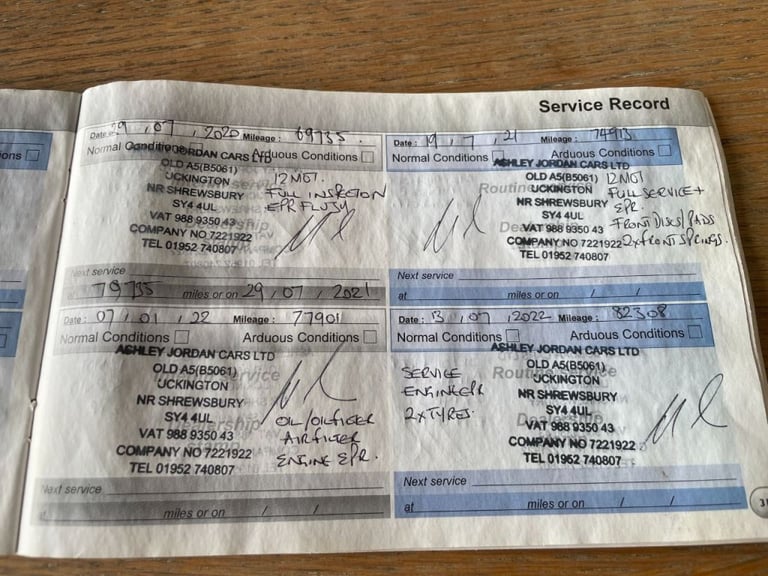 Service Record
Date: 29 , 07 , 2020 Mileage: 69735.
Normal Conditions Arduous Conditions
JORDAN CARS LTD
OLD A5(B5061)
UCKINGTON
NR SHREWSBURY
SY4 4UL
VAT 988 9350 43
COMPANY NO 7221922
TEL 01952 740807
12 MOT.
FULL INSPECTION
Next service
at 79735 miles or on 29 , 07 , 2021
Date: 19 , 7 , 21 Mileage: 74913
Normal Conditions Arduous Conditions
ASHLEY JORDAN CARS LTD
OLD A5(B5061)
UCKINGTON
NR SHREWSBURY
SY4 4UL
VAT 988 9350 43
COMPANY NO 7221922
TEL 01952 740807
12 MOT
FULL SERVICE +
EPR.
FRONT DISCS/PADS
2x FRONT SPRINGS.
Next service
at miles or on / /
Date: 07 , 01 , 22 Mileage: 77901
Normal Conditions Arduous Conditions
ASHLEY JORDAN CARS LTD
OLD A5(B5061)
UCKINGTON
NR SHREWSBURY
SY4 4UL
VAT 988 9350 43
COMPANY NO 7221922
TEL 01952 740807
OIL/OILFILTER
AIRFILTER
ENGINE EPR.
Next service
at miles or on / /
Date: 13 , 07 , 2022 Mileage: 82308
Normal Conditions Arduous Conditions
SERVICE
ENGINE EPR
2x TYRES.
ASHLEY JORDAN CARS LTD
OLD A5(B5061)
UCKINGTON
NR SHREWSBURY
SY4 4UL
VAT 988 9350 43
COMPANY NO 7221922
TEL 01952 740807
Next service
at miles or on / /